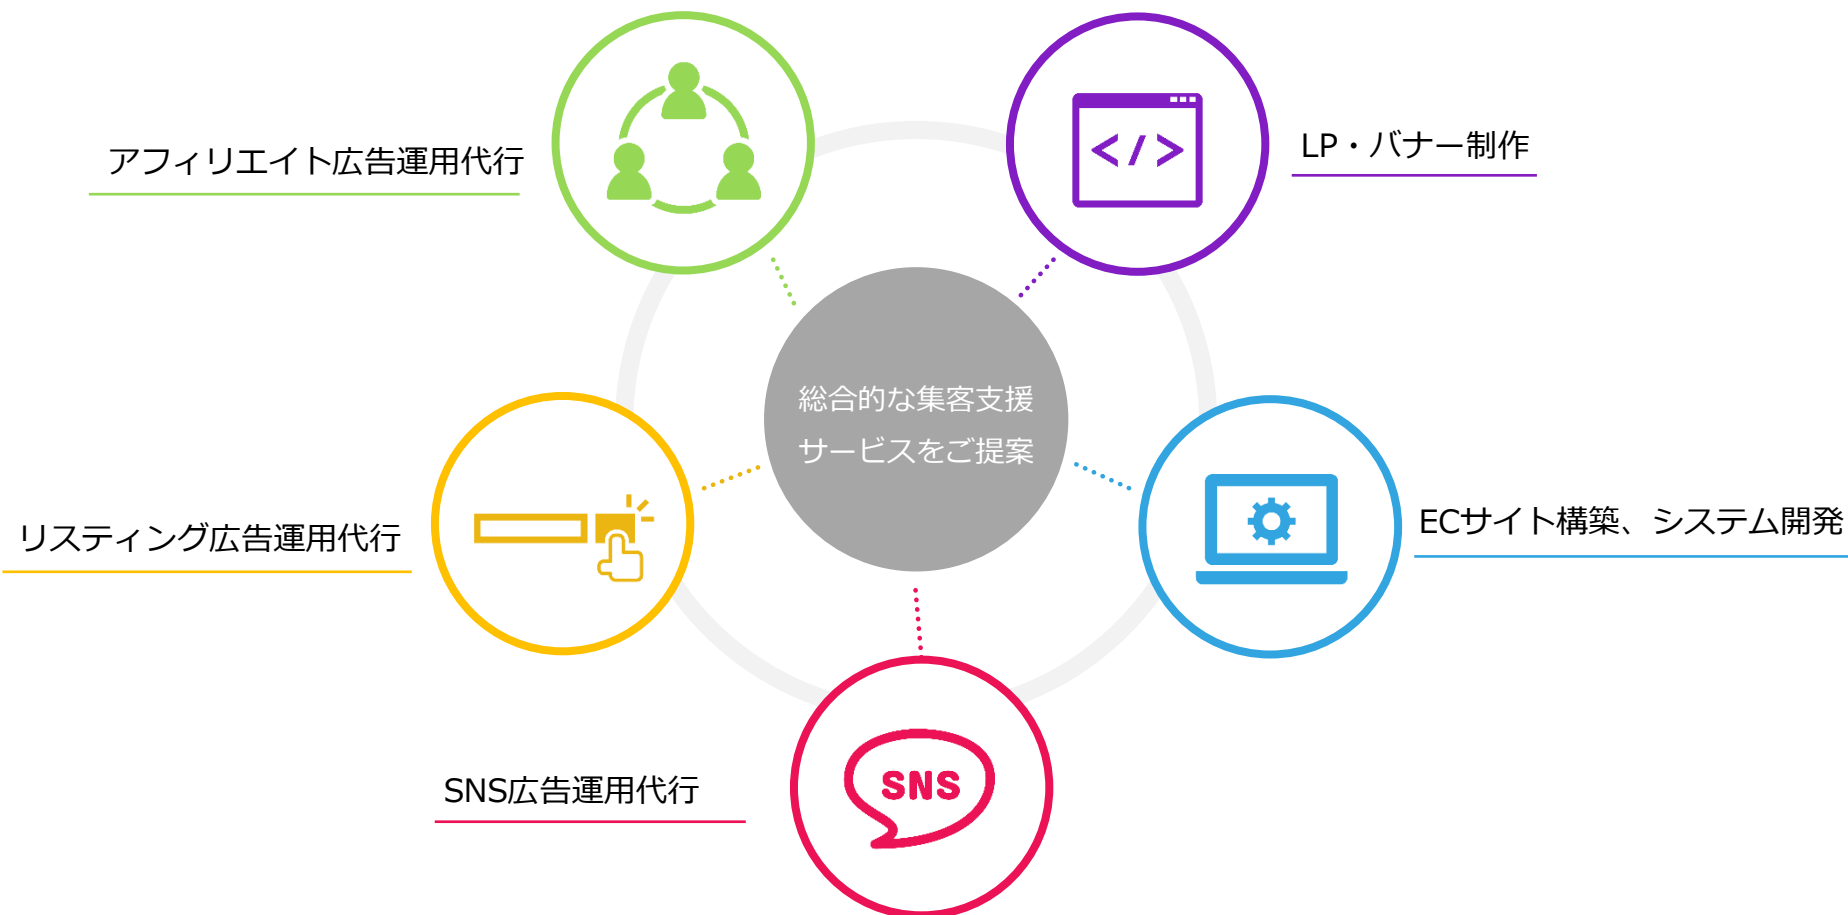 アフィリエイト広告運用代行
LP・バナー制作
</>
総合的な集客支援
サービスをご提案
リスティング広告運用代行
ECサイト構築、システム開発
SNS広告運用代行
SNS